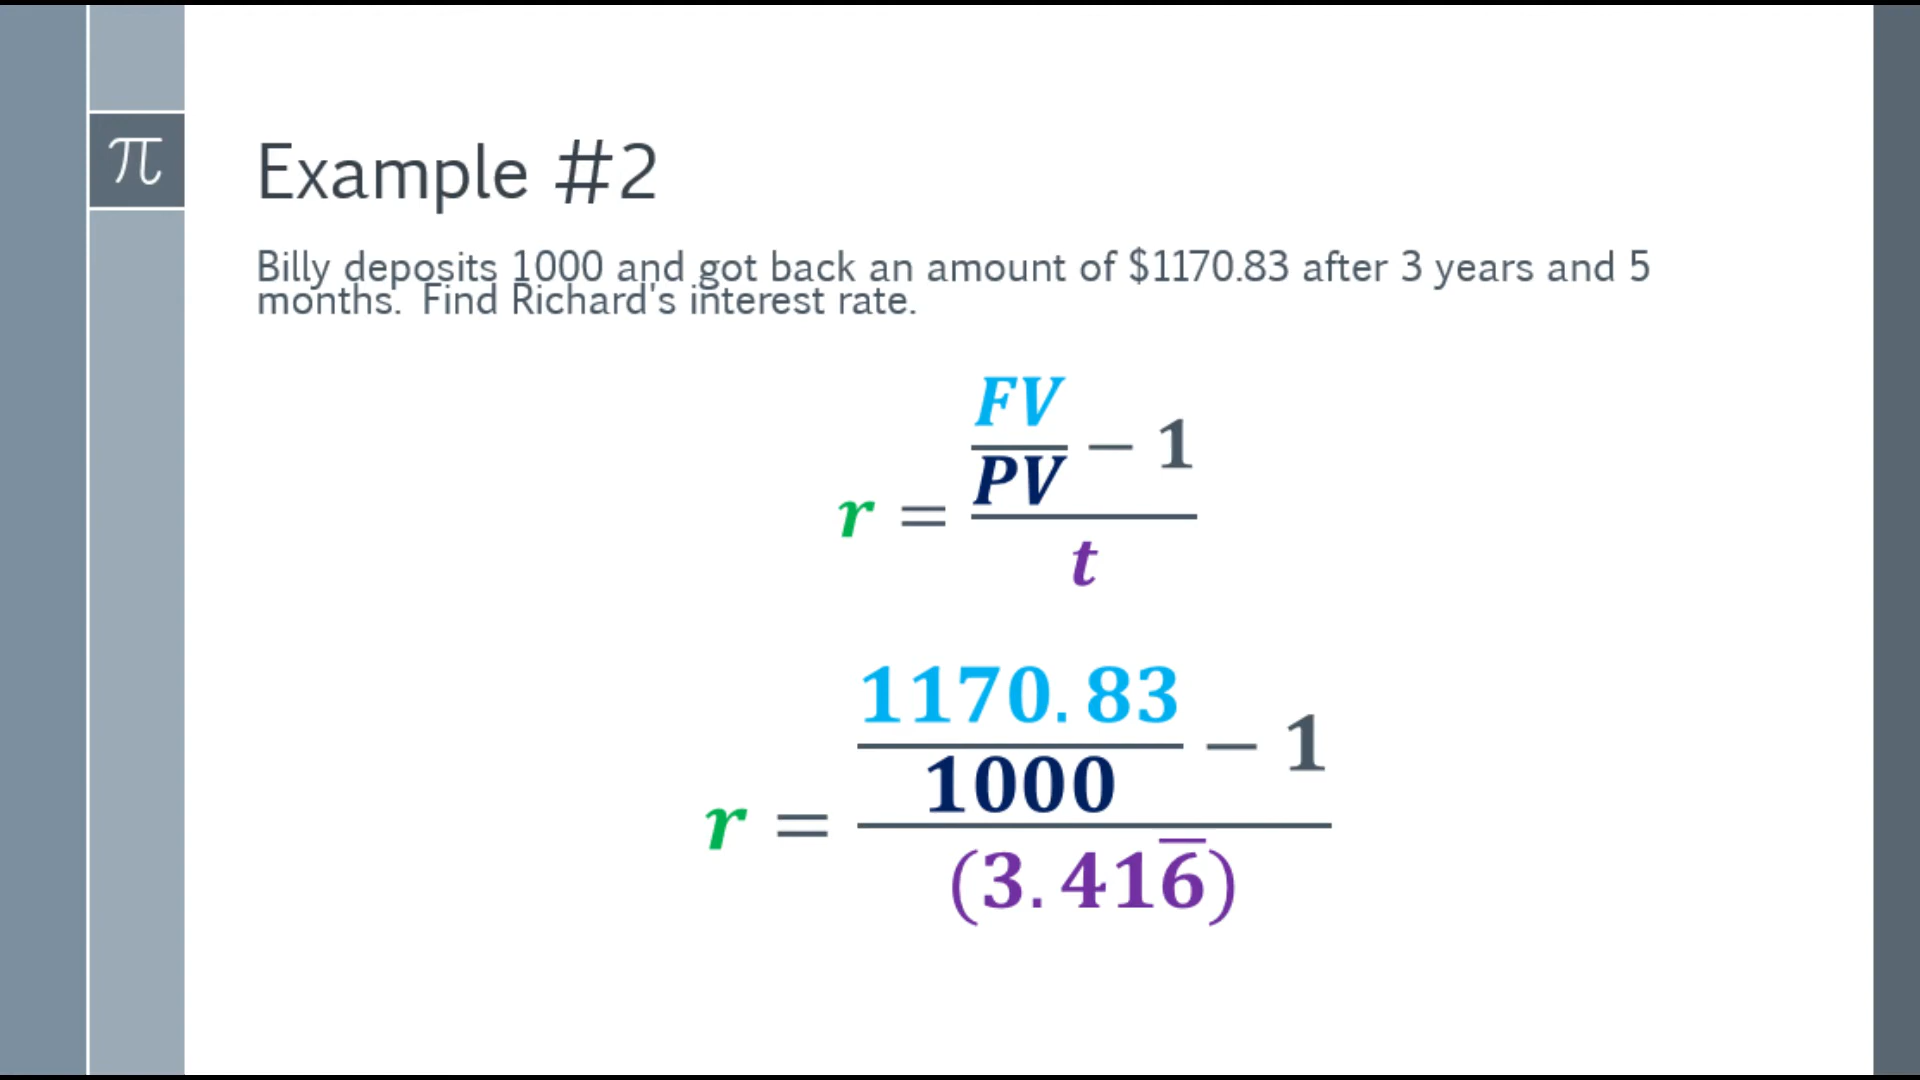 π
Example #2
Billy deposits 1000 and got back an amount of $1170.83 after 3 years and 5
months. Find Richard's interest rate.
FV
— 1
PV
r =
t
1170.83
— 1
1000
r =
(3.416̅)